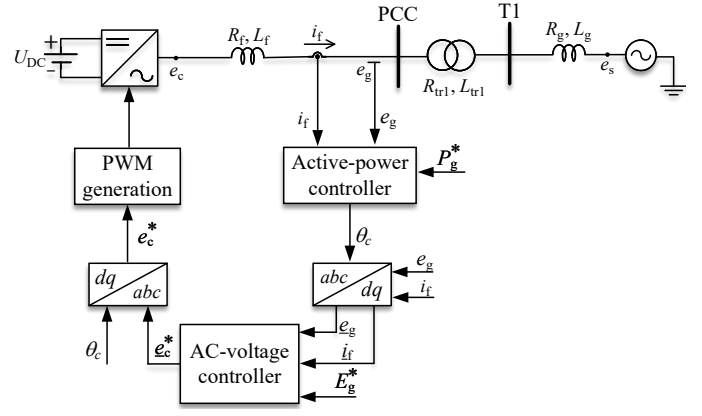 PCC
T1
R_f, L_f
i_f
R_g, L_g
U_DC
+
−
e_c
e_g
e_s
R_tr1, L_tr1
i_f
e_g
PWM
generation
Active-power
controller
P_g^*
e_c^*
θ_c
dq
abc
abc
dq
e_g
i_f
e_g
θ_c
e_c^*
AC-voltage
controller
i_f
E_g^*